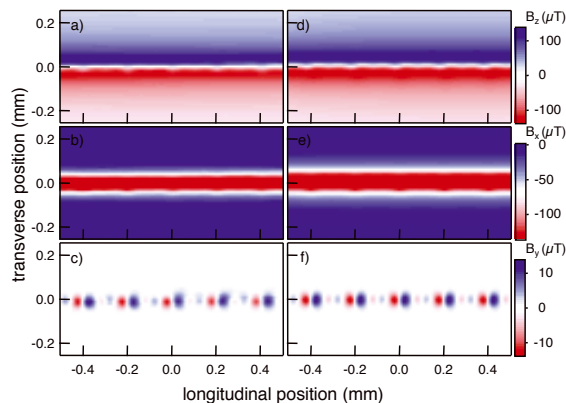 a) d) B_z (µT)
0.2 100
0.0 0
-0.2 -100
b) e) B_x (µT)
0.2 0
0.0 -50
-0.2 -100
c) f) B_y (µT)
0.2 10
0.0 0
-0.2 -10
-0.4 -0.2 0.0 0.2 0.4 -0.4 -0.2 0.0 0.2 0.4
transverse position (mm)
longitudinal position (mm)